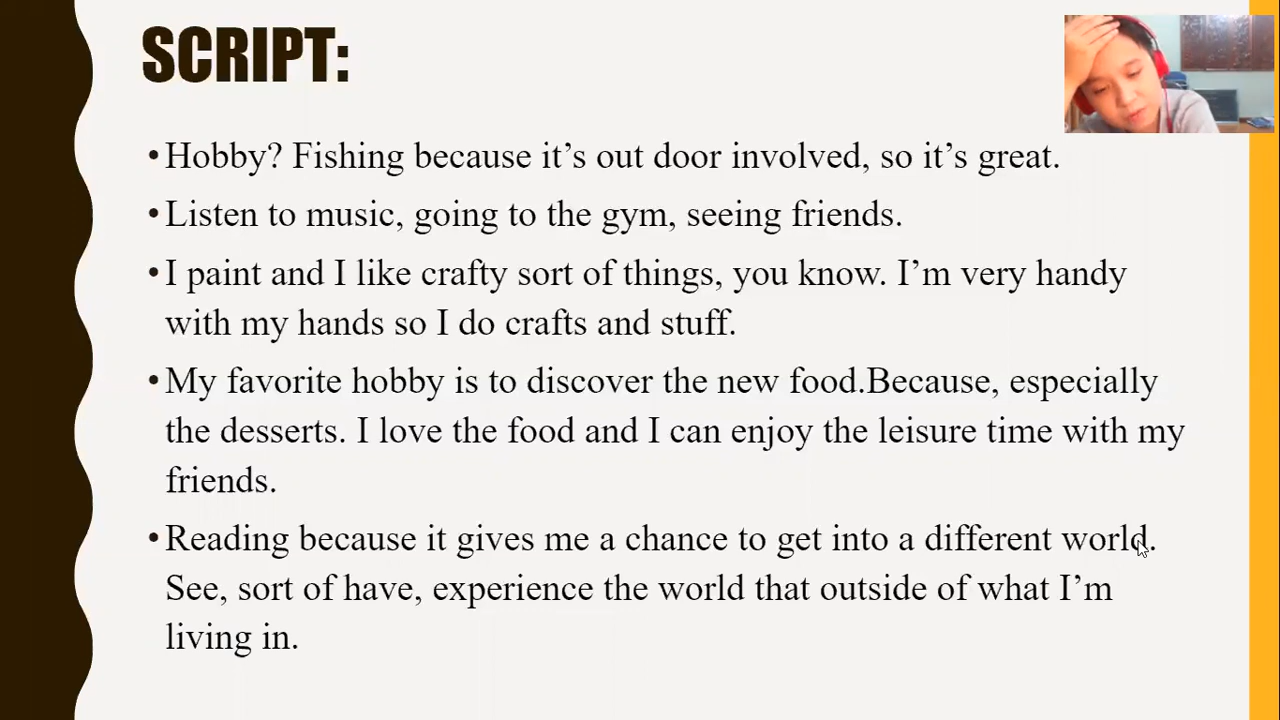 SCRIPT:
•Hobby? Fishing because it’s out door involved, so it’s great.
•Listen to music, going to the gym, seeing friends.
•I paint and I like crafty sort of things, you know. I’m very handy
with my hands so I do crafts and stuff.
•My favorite hobby is to discover the new food.Because, especially
the desserts. I love the food and I can enjoy the leisure time with my
friends.
•Reading because it gives me a chance to get into a different world.
See, sort of have, experience the world that outside of what I’m
living in.